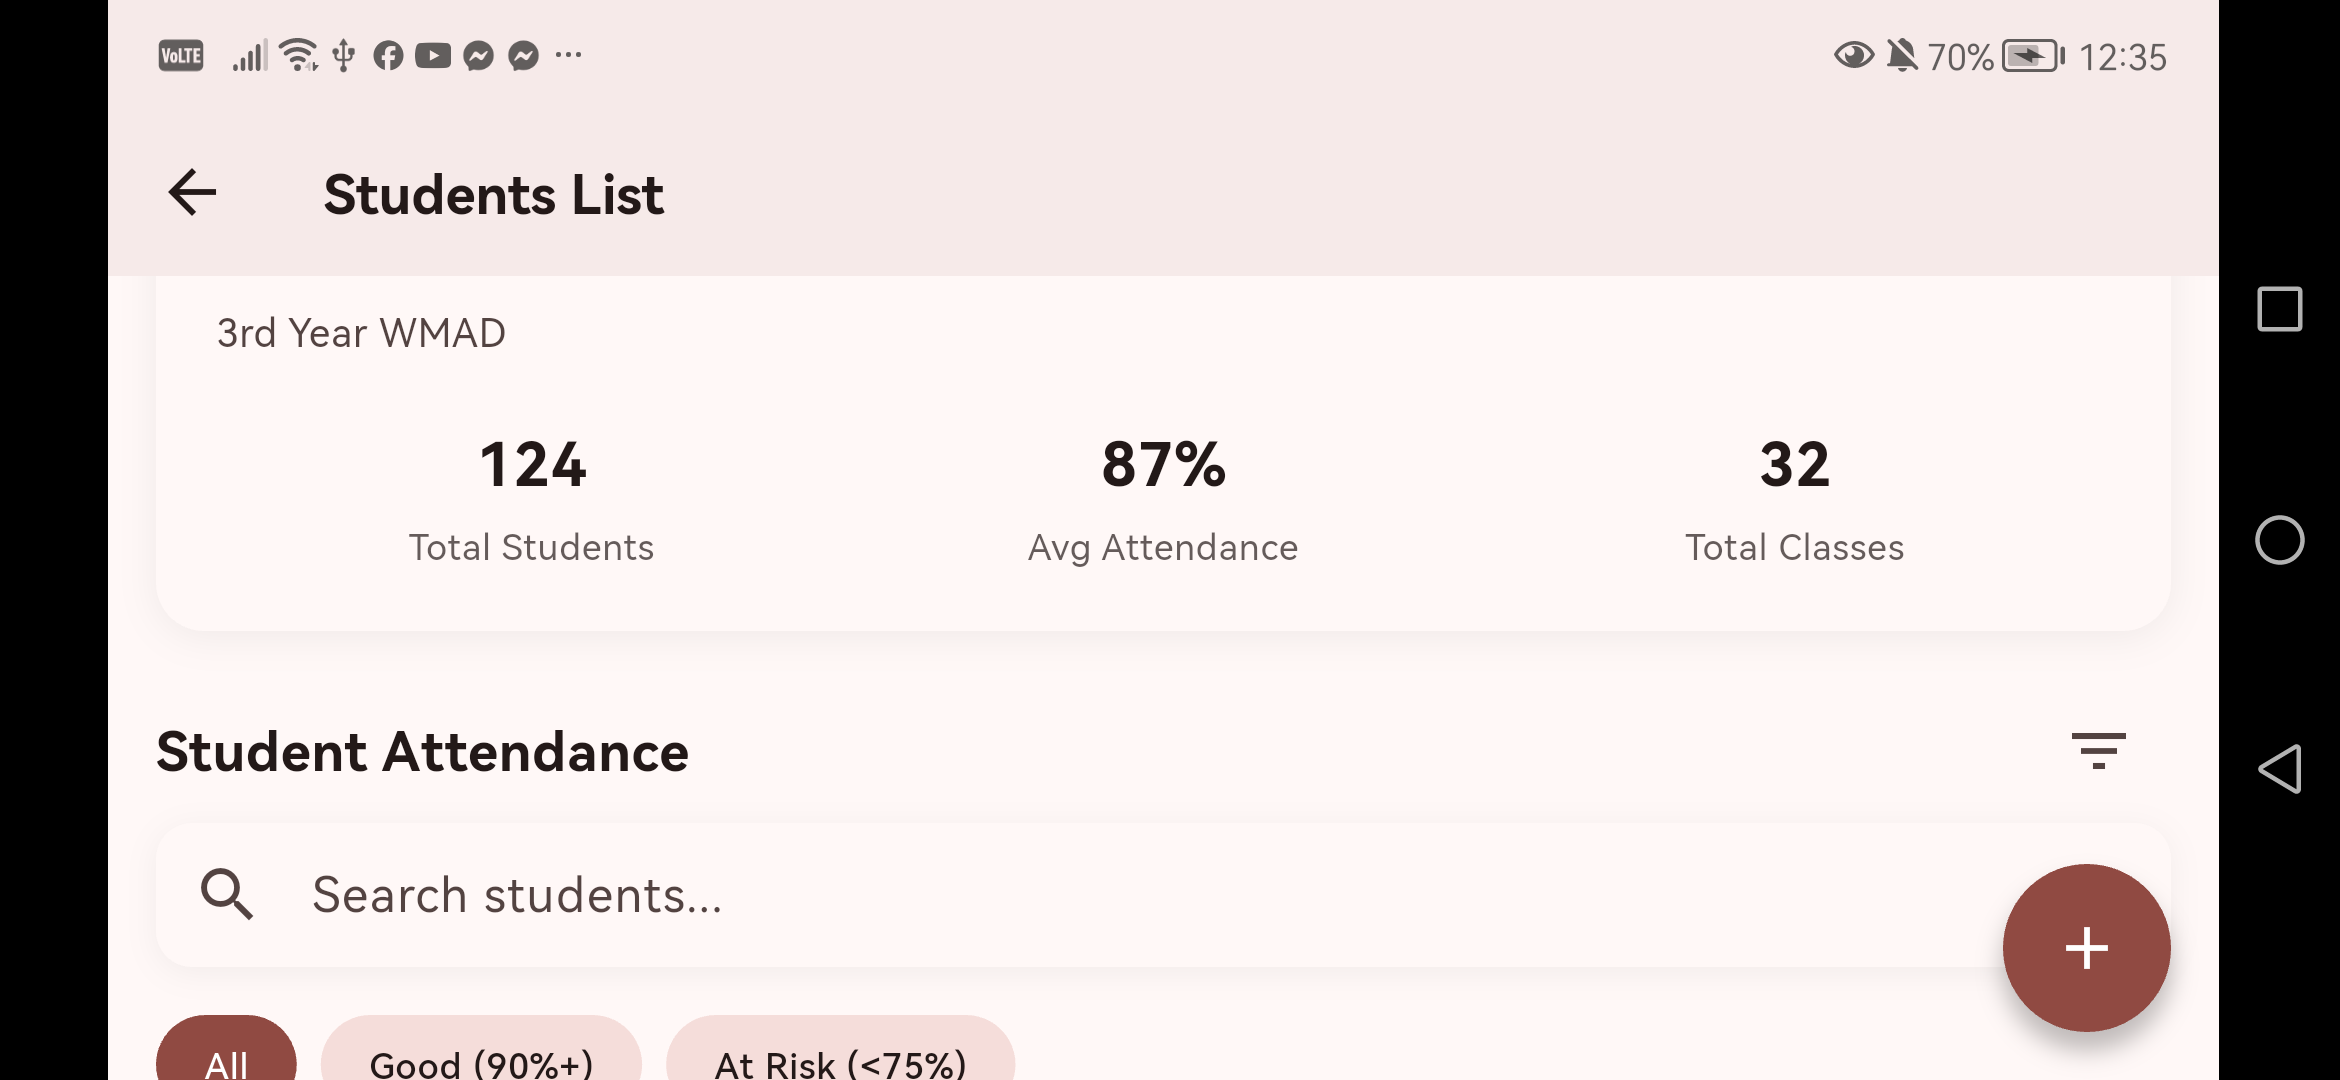 VoLTE 70% 12:35
Students List
3rd Year WMAD
124 87% 32
Total Students Avg Attendance Total Classes
Student Attendance
Search students...
All Good (90%+) At Risk (<75%)